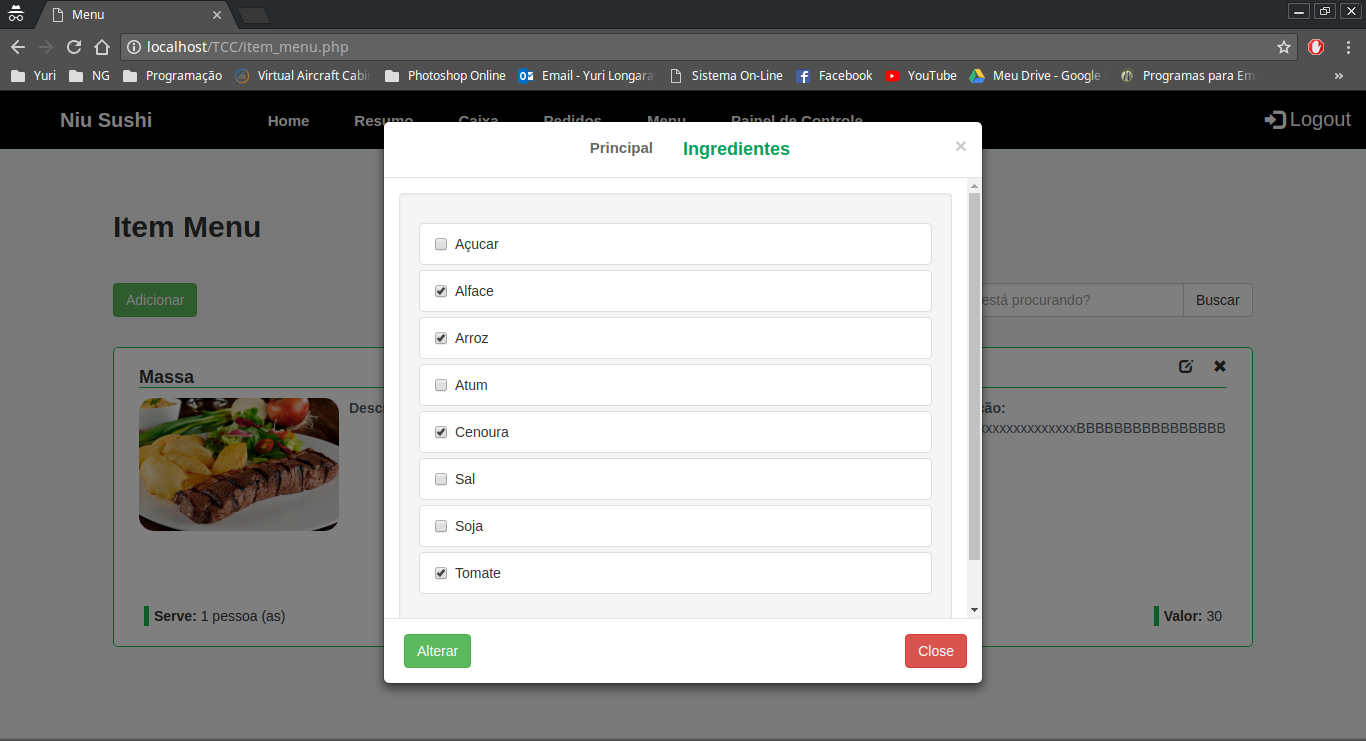 Menu
localhost/TCC/item_menu.php
Yuri NG Programação Virtual Aircraft Cabin Photoshop Online Email - Yuri Longara Sistema On-Line Facebook YouTube Meu Drive - Google Programas para Em »
Niu Sushi Home Resumo Caixa Pedidos Menu Painel de Controle Logout
Principal Ingredientes ×
Item Menu
Adicionar
está procurando? Buscar
Açucar
Alface
Arroz
Atum
Cenoura
Sal
Soja
Tomate
Massa
Desc
ção:
xxxxxxxxxxxxxBBBBBBBBBBBBBBBB
Serve: 1 pessoa (as)
Valor: 30
Alterar Close